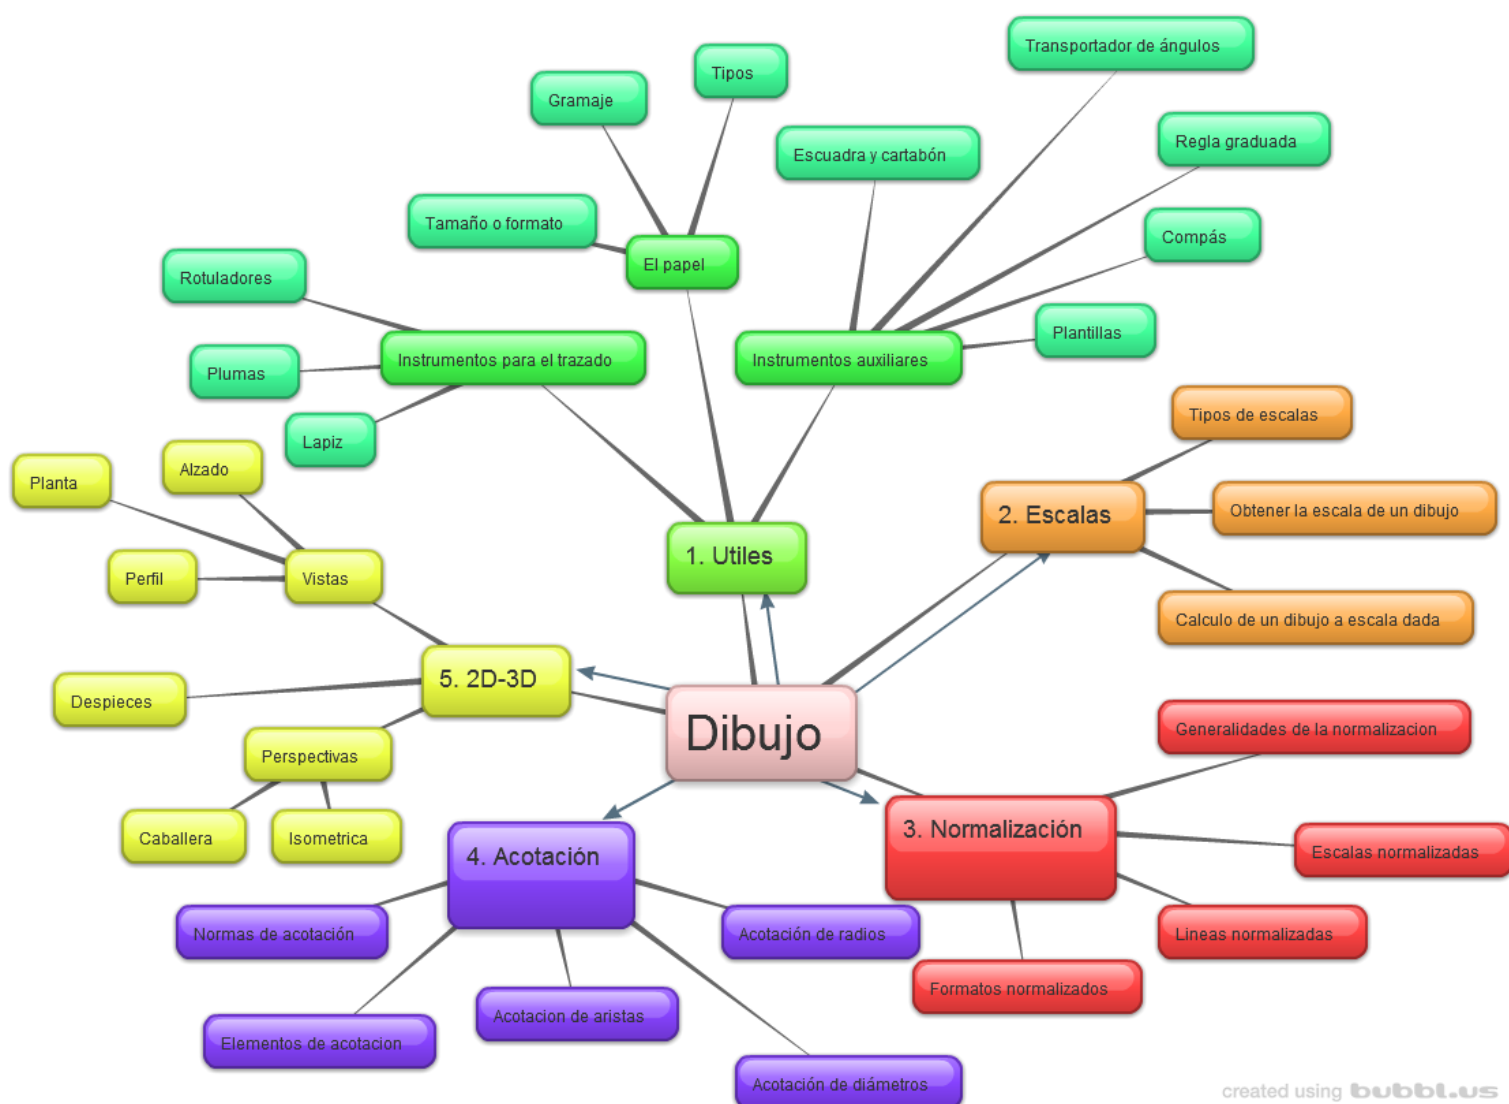 Transportador de ángulos
Tipos
Gramaje
Regla graduada
Escuadra y cartabón
Tamaño o formato
Compás
El papel
Rotuladores
Plantillas
Instrumentos para el trazado
Instrumentos auxiliares
Plumas
Lapiz
Tipos de escalas
Alzado
Planta
2. Escalas
Obtener la escala de un dibujo
1. Utiles
Perfil
Vistas
Calculo de un dibujo a escala dada
5. 2D-3D
Despieces
Dibujo
Generalidades de la normalizacion
Perspectivas
Caballera
Isometrica
3. Normalización
4. Acotación
Escalas normalizadas
Normas de acotación
Acotación de radios
Lineas normalizadas
Formatos normalizados
Acotacion de aristas
Elementos de acotacion
Acotación de diámetros
created using bubbl.us